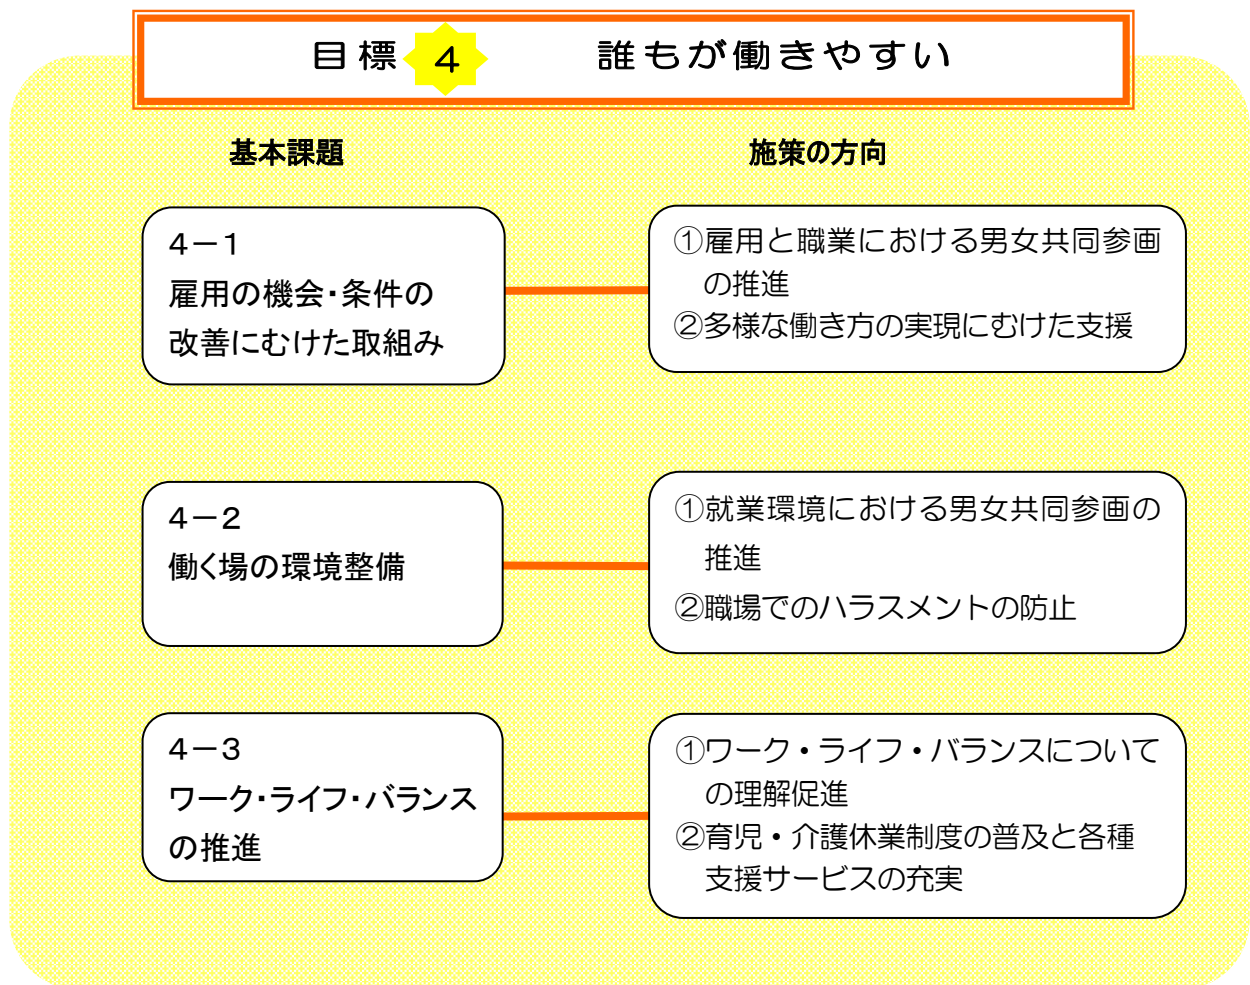 目標 4 誰もが働きやすい
基本課題
施策の方向
4－1
雇用の機会・条件の
改善にむけた取組み
①雇用と職業における男女共同参画
の推進
②多様な働き方の実現にむけた支援
4－2
働く場の環境整備
①就業環境における男女共同参画の
推進
②職場でのハラスメントの防止
4－3
ワーク・ライフ・バランス
の推進
①ワーク・ライフ・バランスについて
の理解促進
②育児・介護休業制度の普及と各種
支援サービスの充実